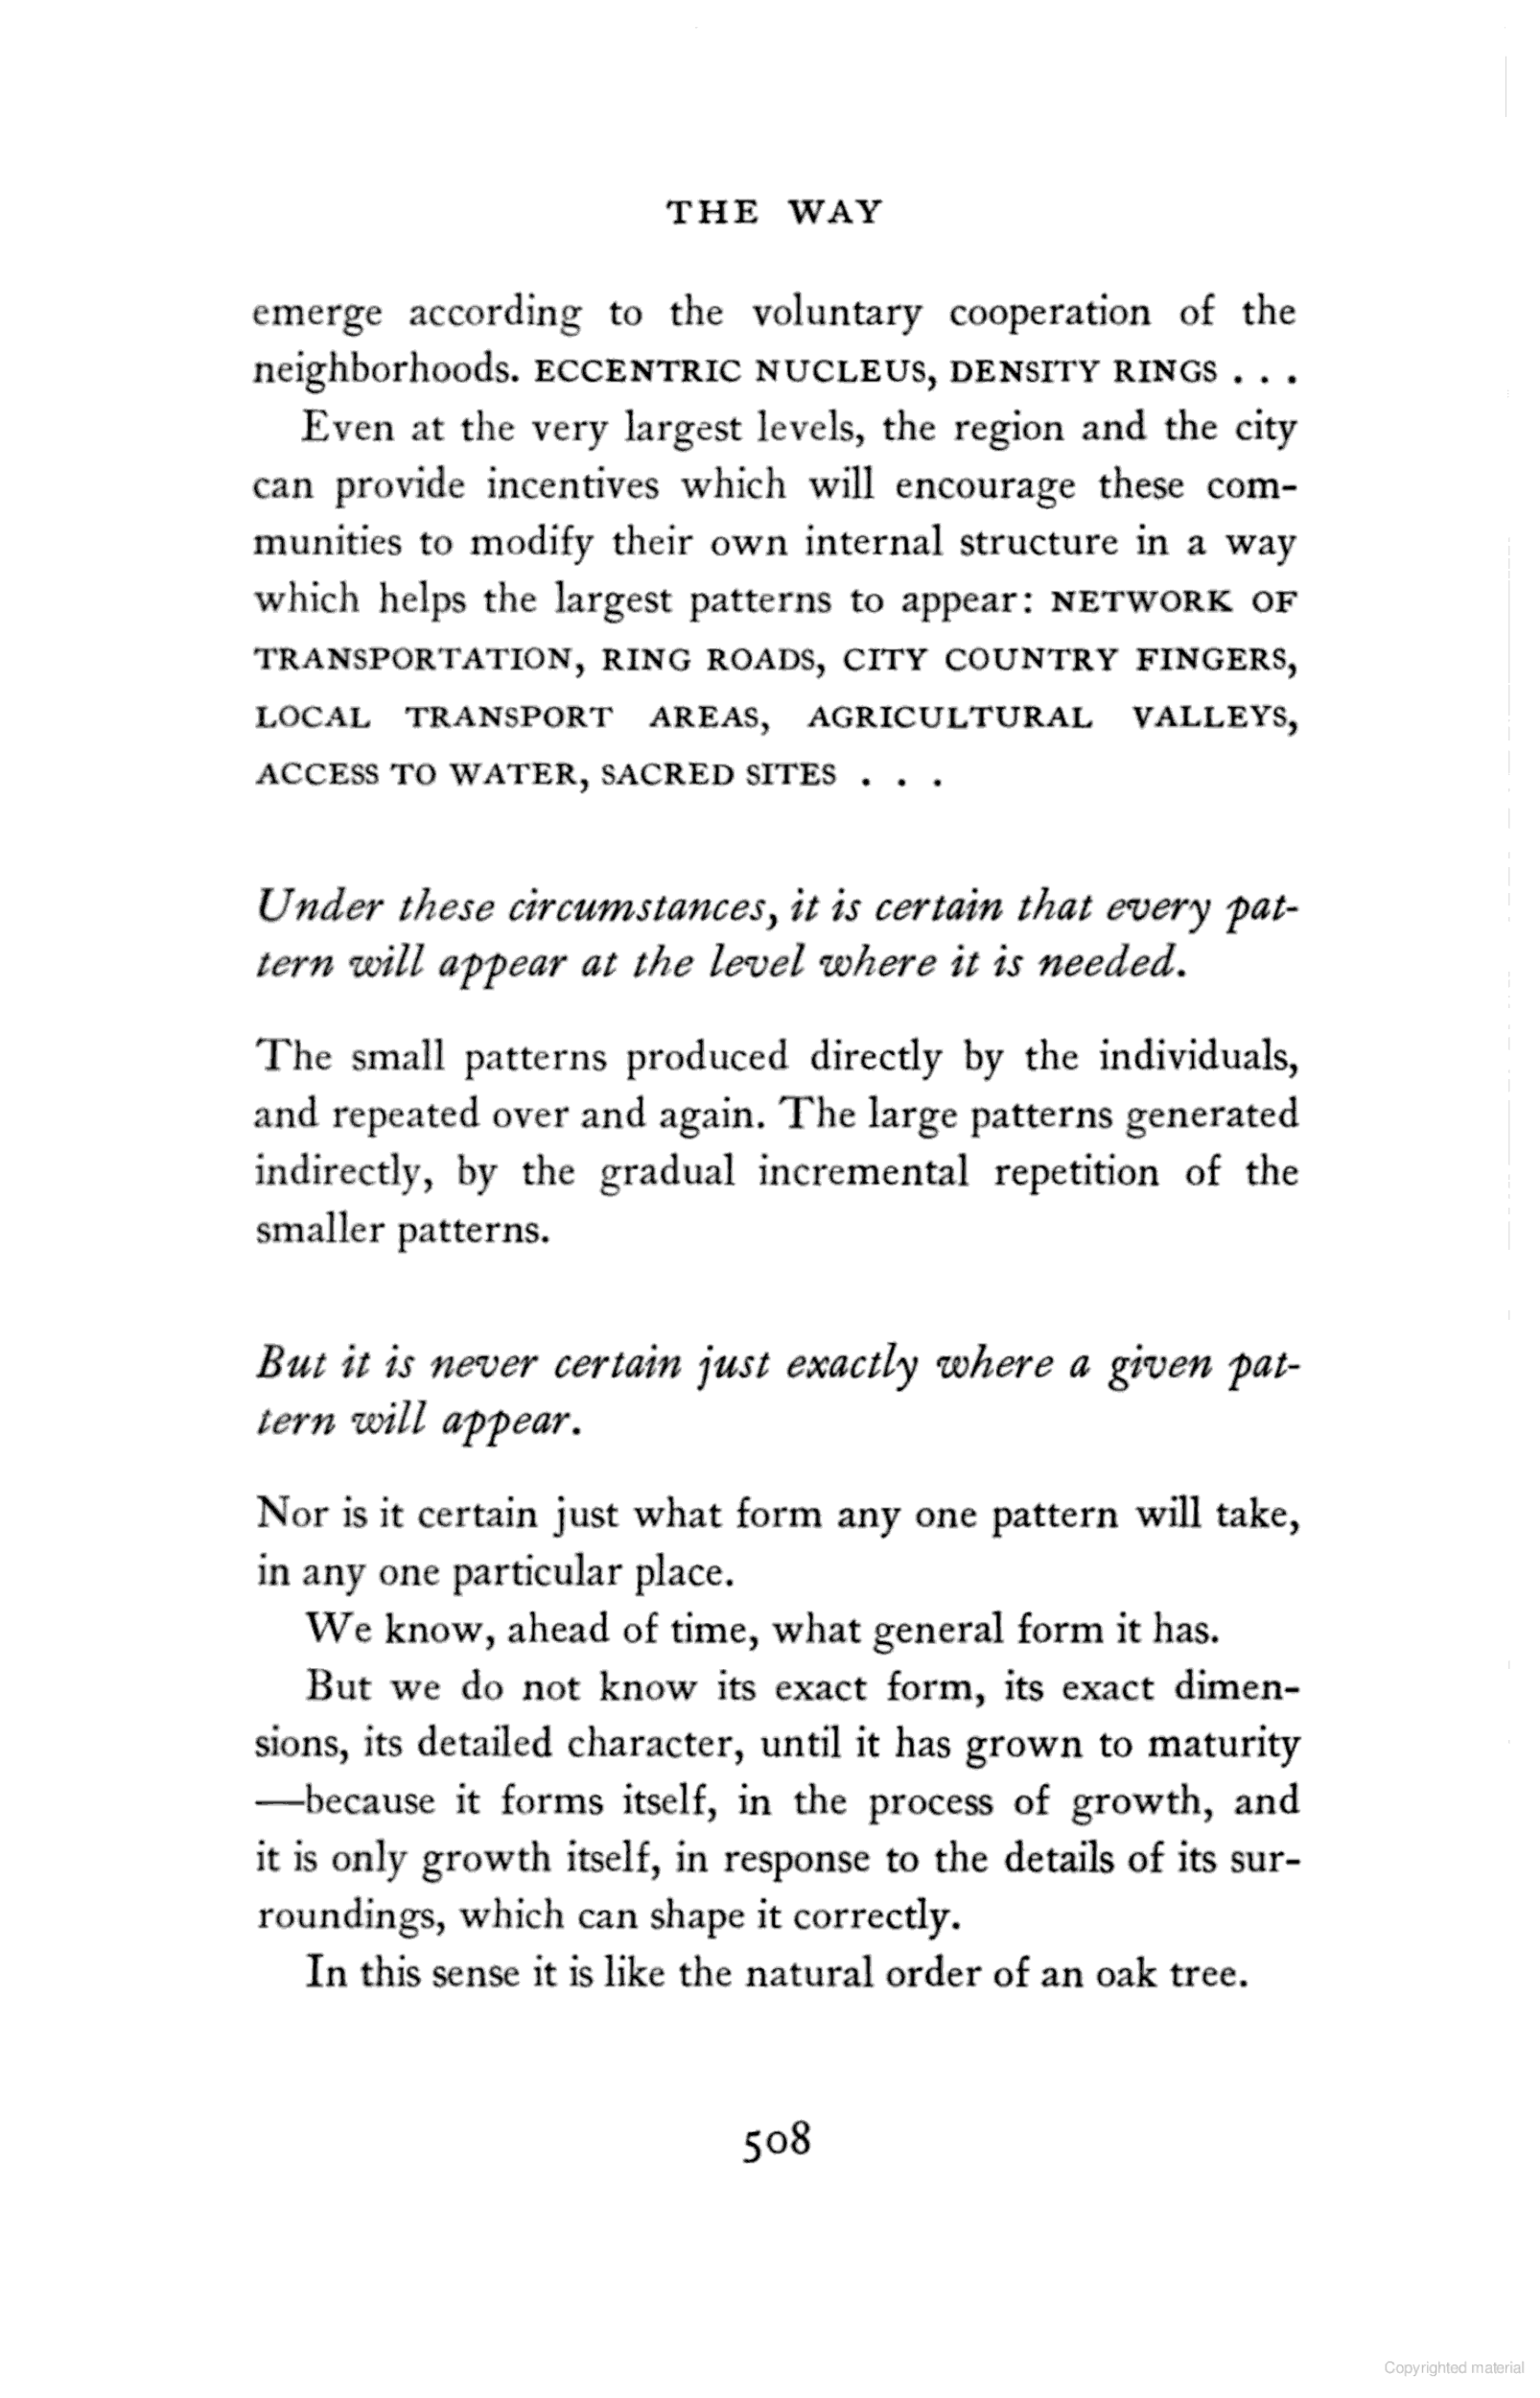 THE WAY
emerge according to the voluntary cooperation of the
neighborhoods. ECCENTRIC NUCLEUS, DENSITY RINGS . . .
Even at the very largest levels, the region and the city
can provide incentives which will encourage these com-
munities to modify their own internal structure in a way
which helps the largest patterns to appear: NETWORK OF
TRANSPORTATION, RING ROADS, CITY COUNTRY FINGERS,
LOCAL TRANSPORT AREAS, AGRICULTURAL VALLEYS,
ACCESS TO WATER, SACRED SITES . . .
Under these circumstances, it is certain that every pat-
tern will appear at the level where it is needed.
The small patterns produced directly by the individuals,
and repeated over and again. The large patterns generated
indirectly, by the gradual incremental repetition of the
smaller patterns.
But it is never certain just exactly where a given pat-
tern will appear.
Nor is it certain just what form any one pattern will take,
in any one particular place.
We know, ahead of time, what general form it has.
But we do not know its exact form, its exact dimen-
sions, its detailed character, until it has grown to maturity
—because it forms itself, in the process of growth, and
it is only growth itself, in response to the details of its sur-
roundings, which can shape it correctly.
In this sense it is like the natural order of an oak tree.
508
Copyrighted material